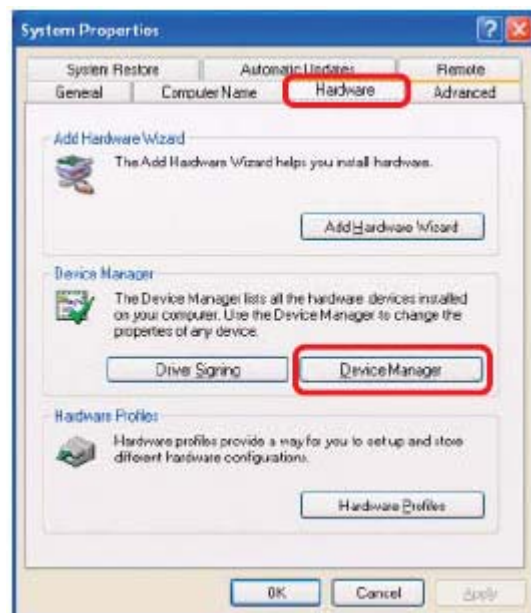 System Properties
System Restore Automatic Updates Remote
General Computer Name Hardware Advanced
Add Hardware Wizard
The Add Hardware Wizard helps you install hardware.
Add Hardware Wizard
Device Manager
The Device Manager lists all the hardware devices installed
on your computer. Use the Device Manager to change the
properties of any device.
Driver Signing Device Manager
Hardware Profiles
Hardware profiles provide a way for you to set up and store
different hardware configurations.
Hardware Profiles
OK Cancel Apply